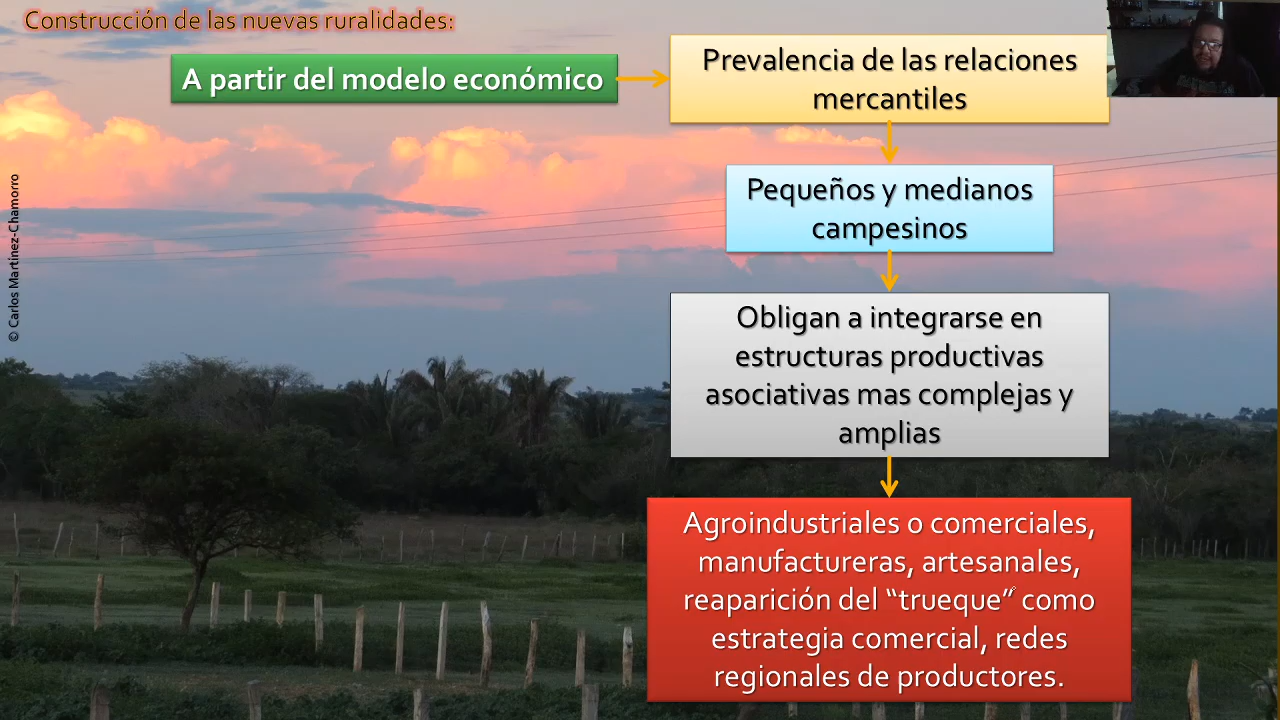 Construcción de las nuevas ruralidades:
A partir del modelo económico
Prevalencia de las relaciones
mercantiles
Pequeños y medianos
campesinos
Obligan a integrarse en
estructuras productivas
asociativas mas complejas y
amplias
Agroindustriales o comerciales,
manufactureras, artesanales,
reaparición del “trueque” como
estrategia comercial, redes
regionales de productores.
© Carlos Martínez-Chamorro